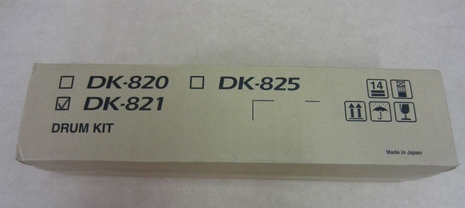 DK-820 DK-825
DK-821
DRUM KIT
14
Made in Japan